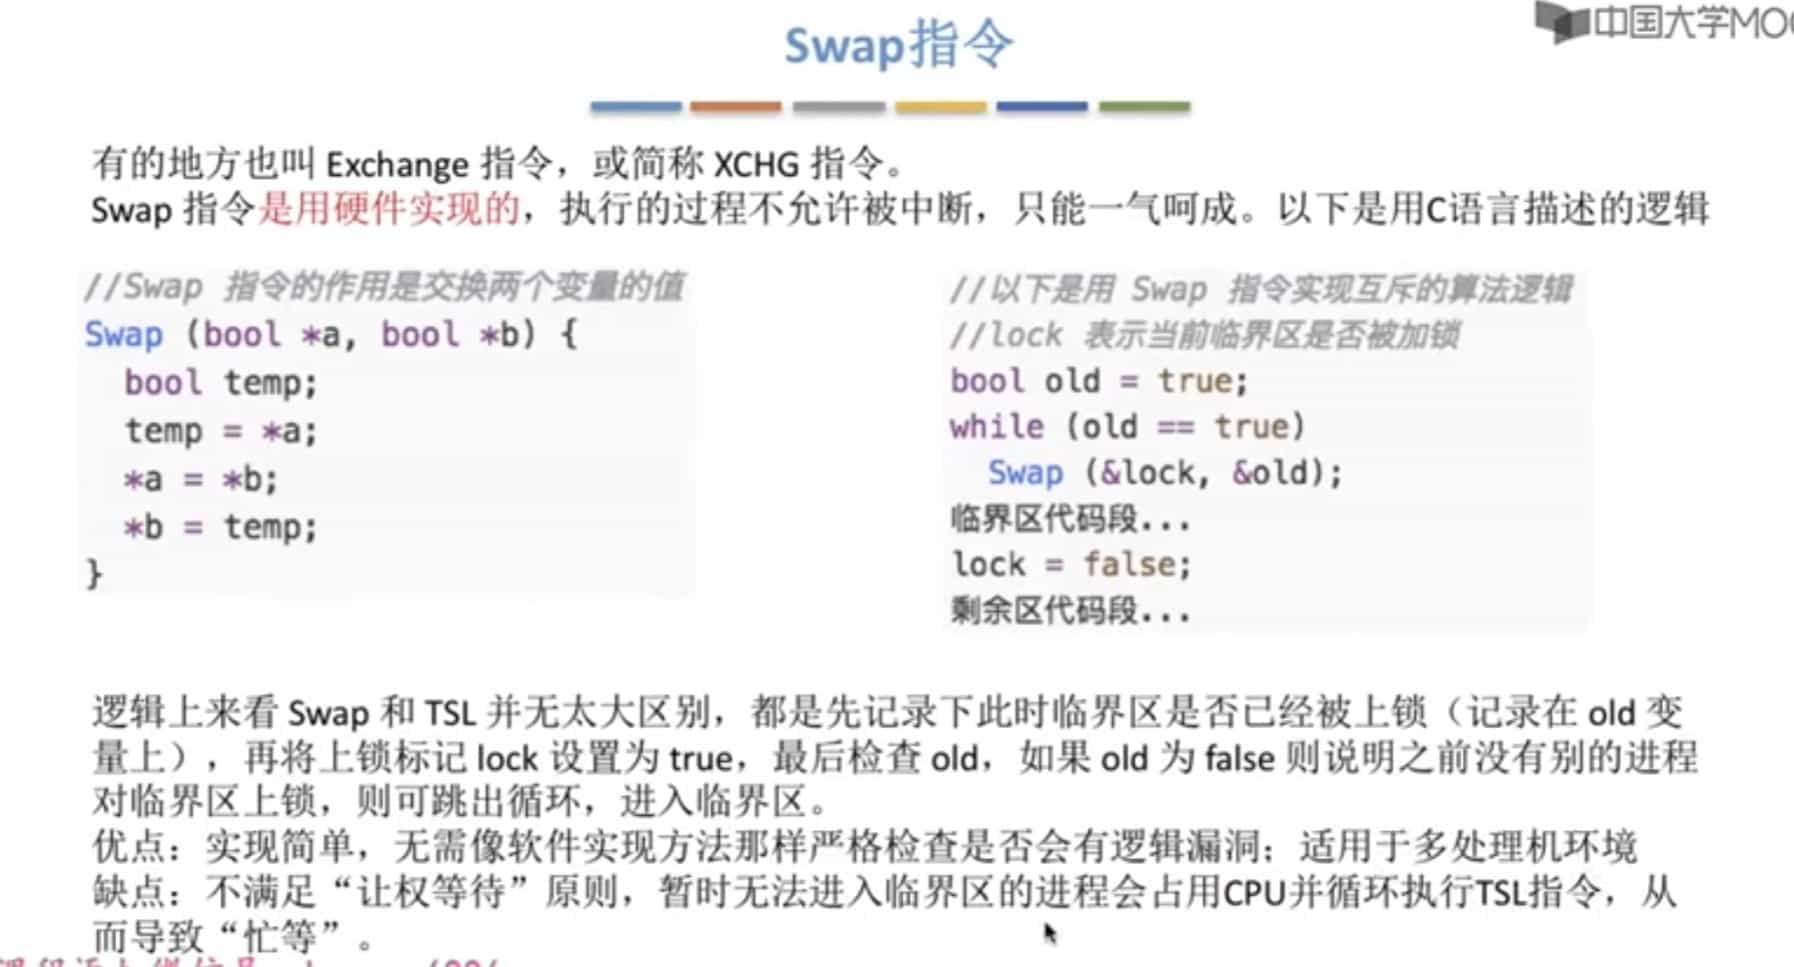 Swap指令
中国大学MOO
有的地方也叫 Exchange 指令，或简称 XCHG 指令。
Swap 指令是用硬件实现的，执行的过程不允许被中断，只能一气呵成。以下是用C语言描述的逻辑
//Swap 指令的作用是交换两个变量的值
Swap (bool *a, bool *b) {
bool temp;
temp = *a;
*a = *b;
*b = temp;
}
//以下是用 Swap 指令实现互斥的算法逻辑
//lock 表示当前临界区是否被加锁
bool old = true;
while (old == true)
Swap (&lock, &old);
临界区代码段...
lock = false;
剩余区代码段...
逻辑上来看 Swap 和 TSL 并无太大区别，都是先记录下此时临界区是否已经被上锁（记录在 old 变
量上），再将上锁标记 lock 设置为 true，最后检查 old，如果 old 为 false 则说明之前没有别的进程
对临界区上锁，则可跳出循环，进入临界区。
优点：实现简单，无需像软件实现方法那样严格检查是否会有逻辑漏洞；适用于多处理机环境
缺点：不满足“让权等待”原则，暂时无法进入临界区的进程会占用CPU并循环执行TSL指令，从
而导致“忙等”。